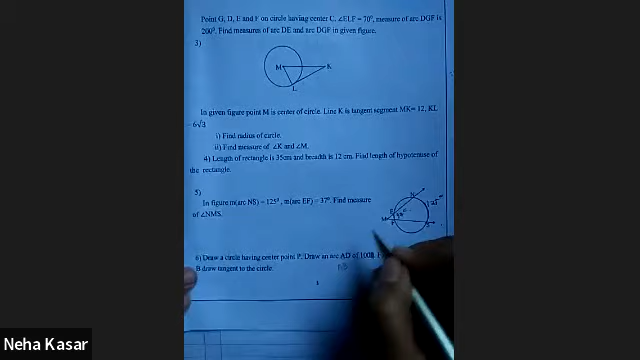 Point G, D, E and F on circle having center C, ∠ELF = 70°, measure of arc DGF is
200°. Find measures of arc DE and arc DGF in given figure.
3)
M K
L
In given figure point M is center of circle. Line K is tangent segment MK= 12, KL
= 6√3
i) Find radius of circle.
ii) Find measure of ∠K and ∠M.
4) Length of rectangle is 35cm and breadth is 12 cm. Find length of hypotenuse of
the rectangle.
5)
In figure m(arc NS) = 125⁰, m(arc EF) = 37⁰. Find measure
of ∠NMS.
N
E
M
F S
6) Draw a circle having center point P. Draw an arc AD of 100
B draw tangent to the circle.
Neha Kasar